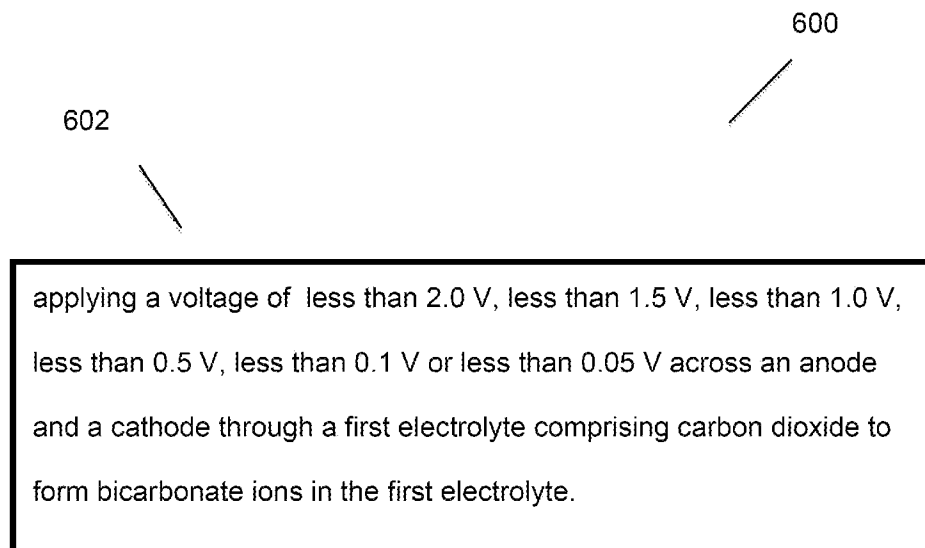 600
602
applying a voltage of less than 2.0 V, less than 1.5 V, less than 1.0 V,
less than 0.5 V, less than 0.1 V or less than 0.05 V across an anode
and a cathode through a first electrolyte comprising carbon dioxide to
form bicarbonate ions in the first electrolyte.